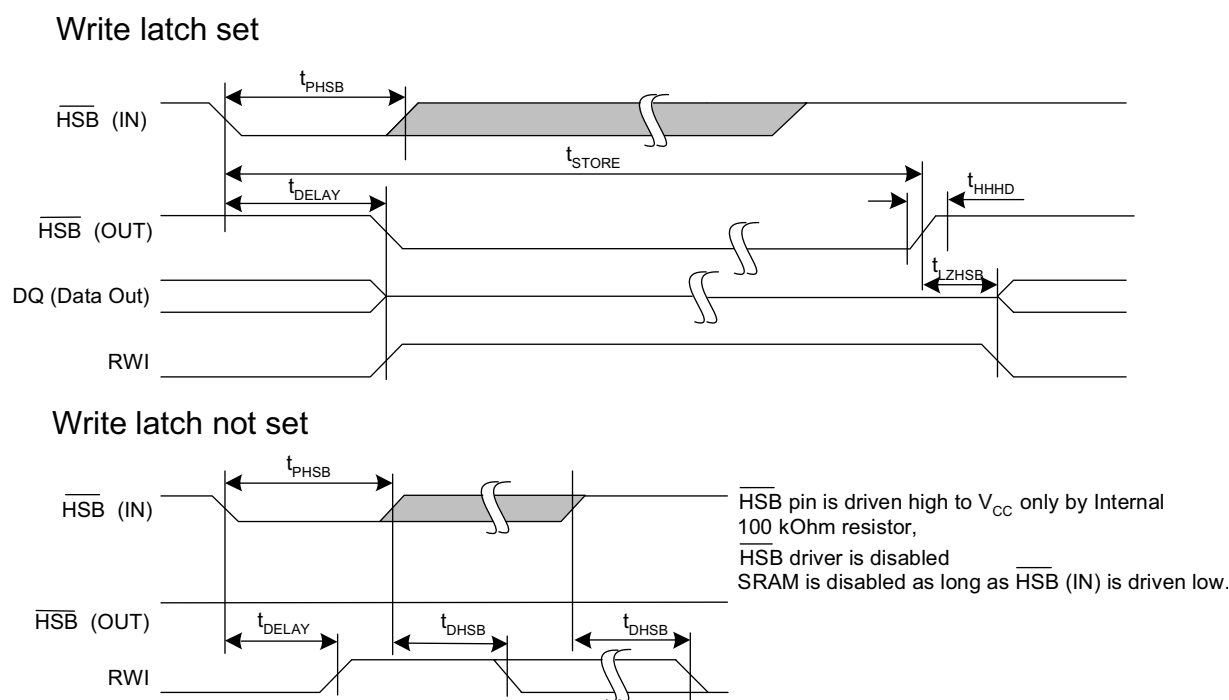 Write latch set
tPHSB
HSB (IN)
tSTORE
tDELAY
tHHHD
HSB (OUT)
tLZHSB
DQ (Data Out)
RWI
Write latch not set
tPHSB
HSB (IN)
HSB pin is driven high to VCC only by Internal
100 kOhm resistor,
HSB driver is disabled
SRAM is disabled as long as HSB (IN) is driven low.
HSB (OUT)
tDELAY
tDHSB
tDHSB
RWI